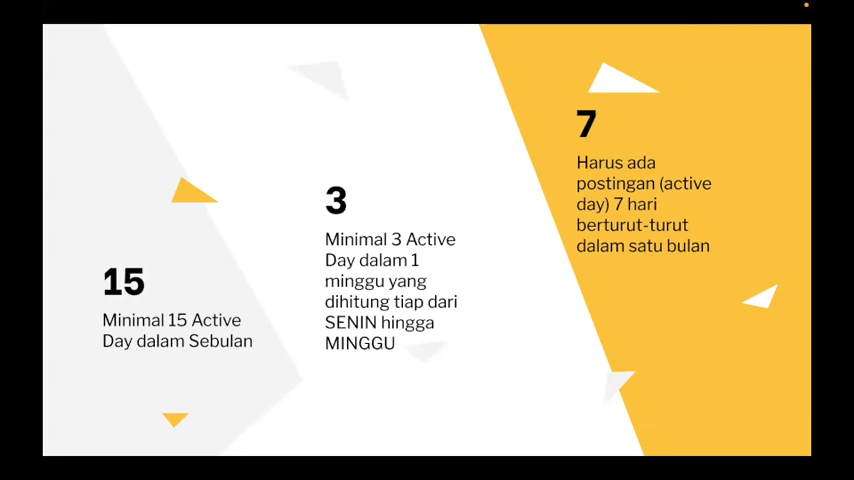 15
Minimal 15 Active
Day dalam Sebulan
3
Minimal 3 Active
Day dalam 1
minggu yang
dihitung tiap dari
SENIN hingga
MINGGU
7
Harus ada
postingan (active
day) 7 hari
berturut-turut
dalam satu bulan